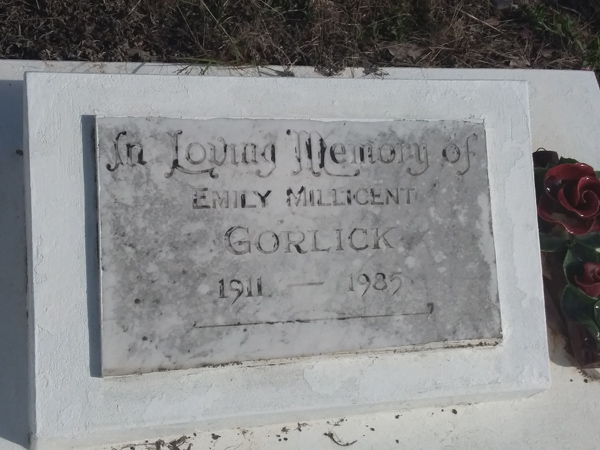 In Loving Memory of
EMILY MILLICENT
GORLICK
1911 — 1985